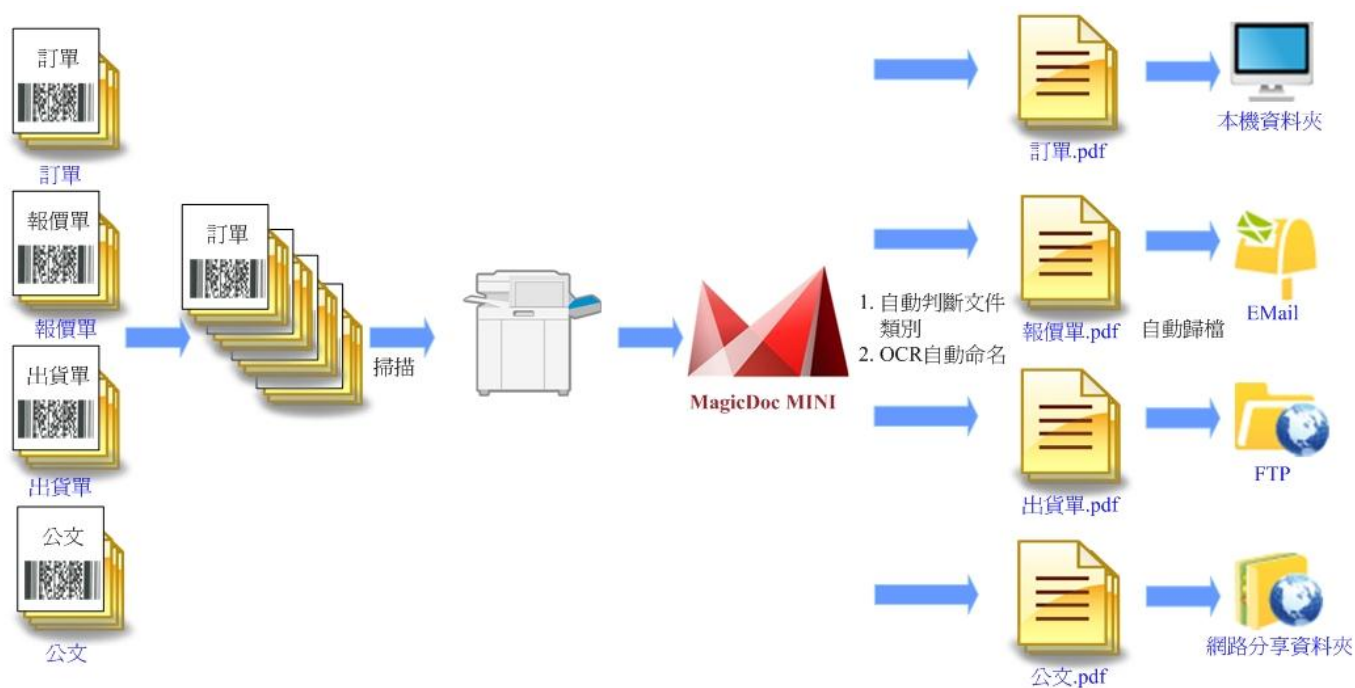 訂單
訂單
報價單
報價單
出貨單
出貨單
公文
公文
訂單
掃描
MagicDoc MINI
1. 自動判斷文件
類別
2. OCR自動命名
訂單.pdf
報價單.pdf
出貨單.pdf
公文.pdf
自動歸檔
本機資料夾
EMail
FTP
網路分享資料夾